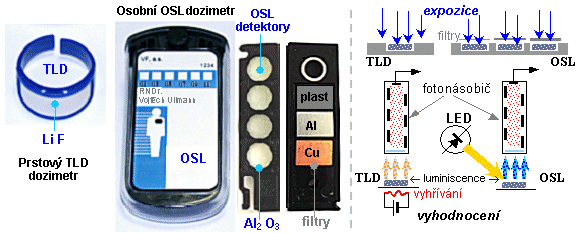 TLD
Li F
Prstový TLD
dozimetr
Osobní OSL dozimetr
VF, a.s.
1234
RNDr.
Vojtěch Ullmann
OSL
OSL
detektory
Al2 O3
plast
Al
Cu
filtry
expozice
filtry
TLD
OSL
fotonásobič
LED
TLD
luminiscence
OSL
vyhřívání
vyhodnocení